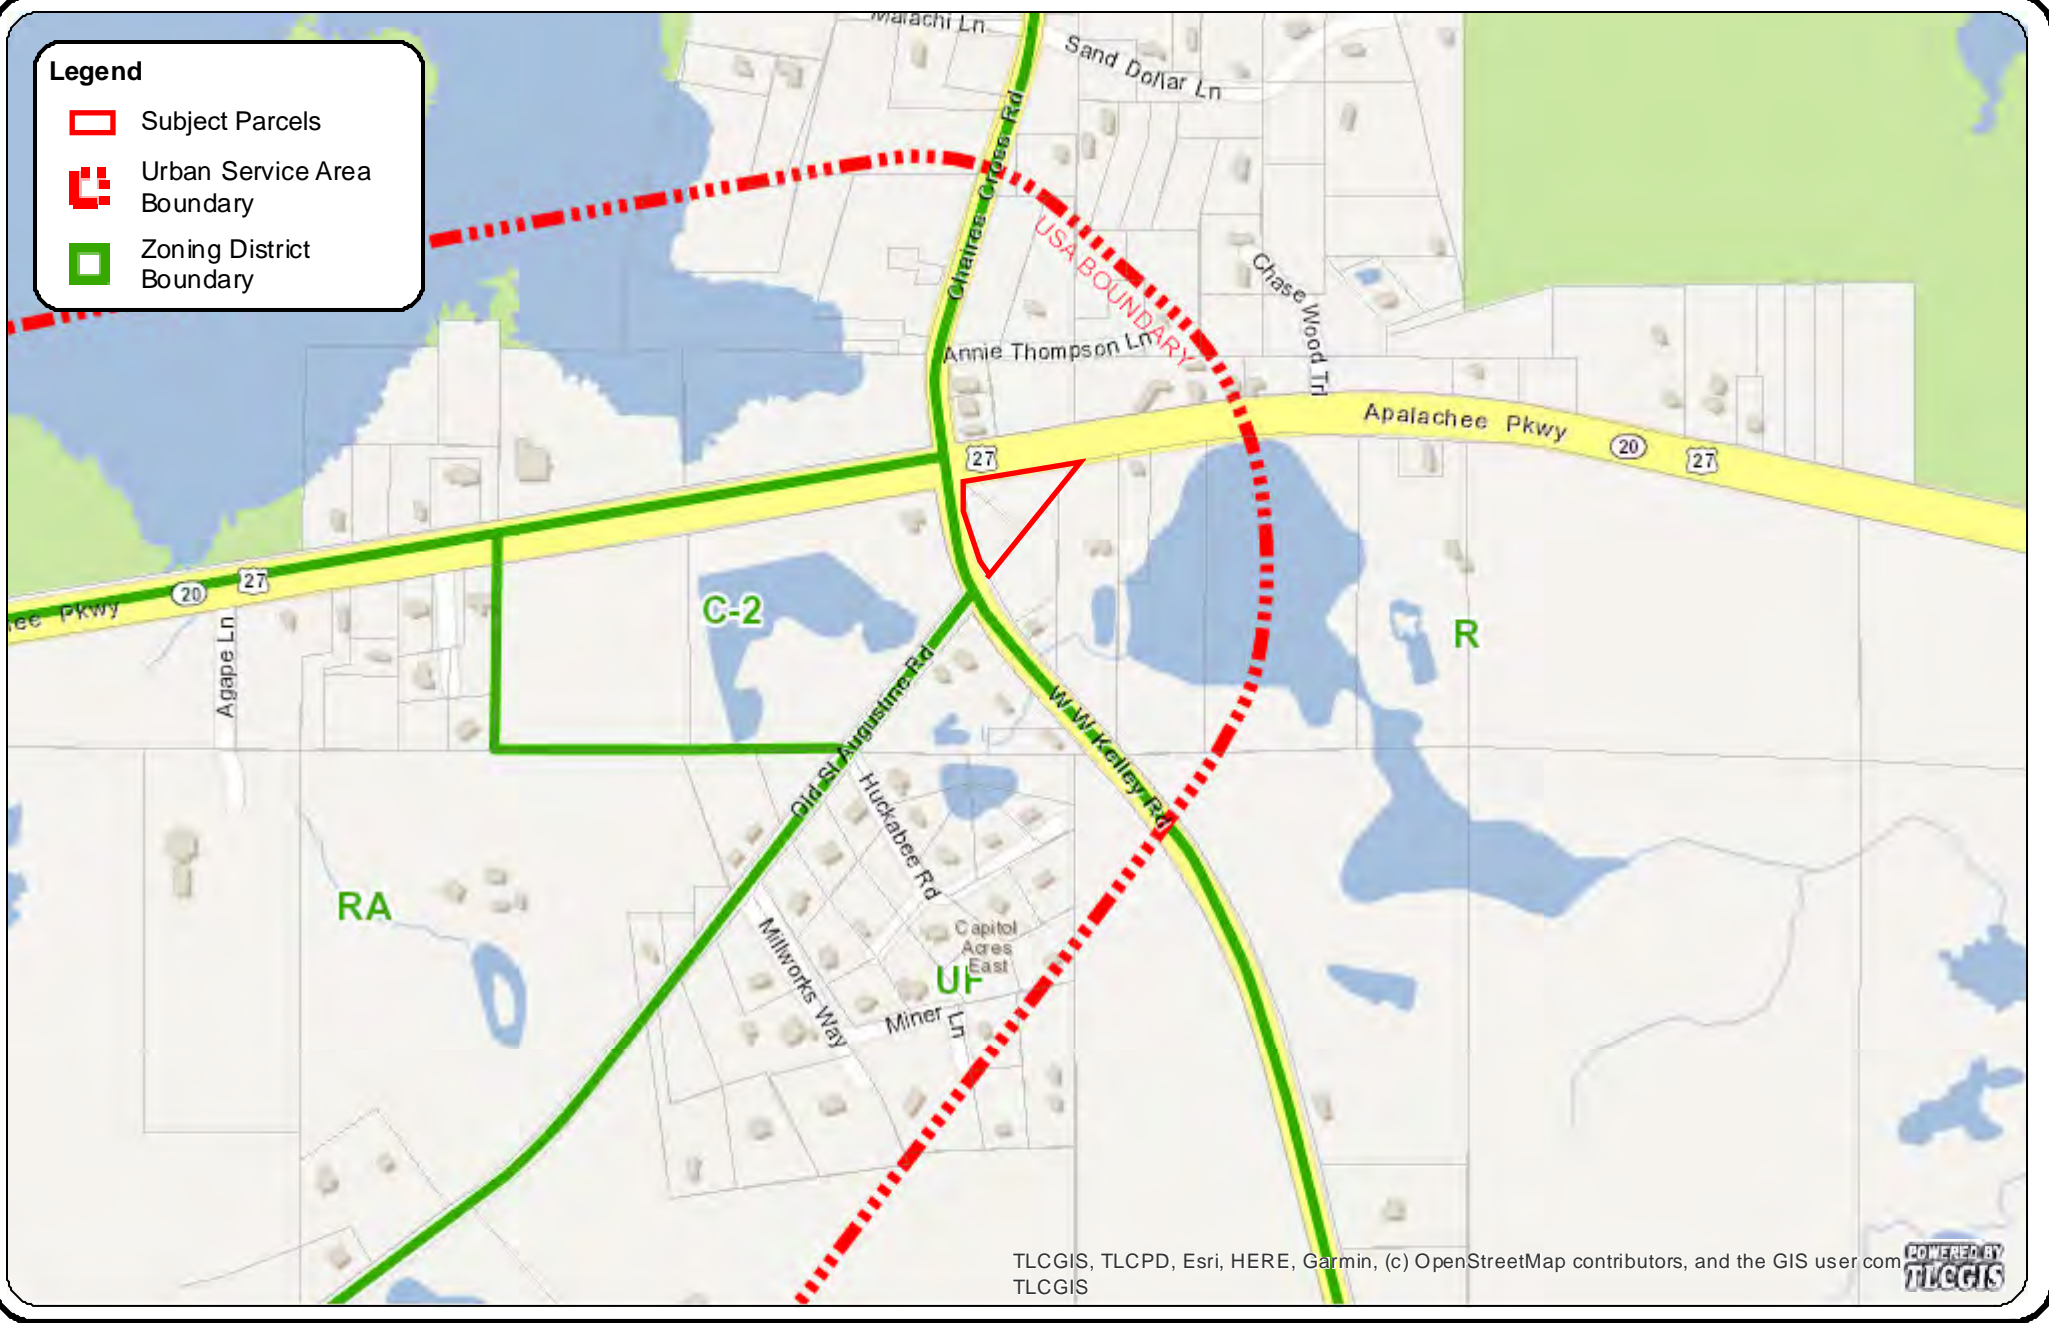 Legend
Subject Parcels
Urban Service Area
Boundary
Zoning District
Boundary
Malachi Ln
Sand Dollar Ln
Chaires Cross Rd
USA BOUNDARY
Chase Wood Trl
Annie Thompson Ln
Apalachee Pkwy
20
27
27
20
27
ee Pkwy
Agape Ln
C-2
R
Old St Augustine Rd
W W Kelley Rd
Huckabee Rd
RA
Millworks Way
Capitol
Acres
East
UF
Miner Ln
TLCGIS, TLCPD, Esri, HERE, Garmin, (c) OpenStreetMap contributors, and the GIS user com
TLCGIS
POWERED BY
TLCGIS